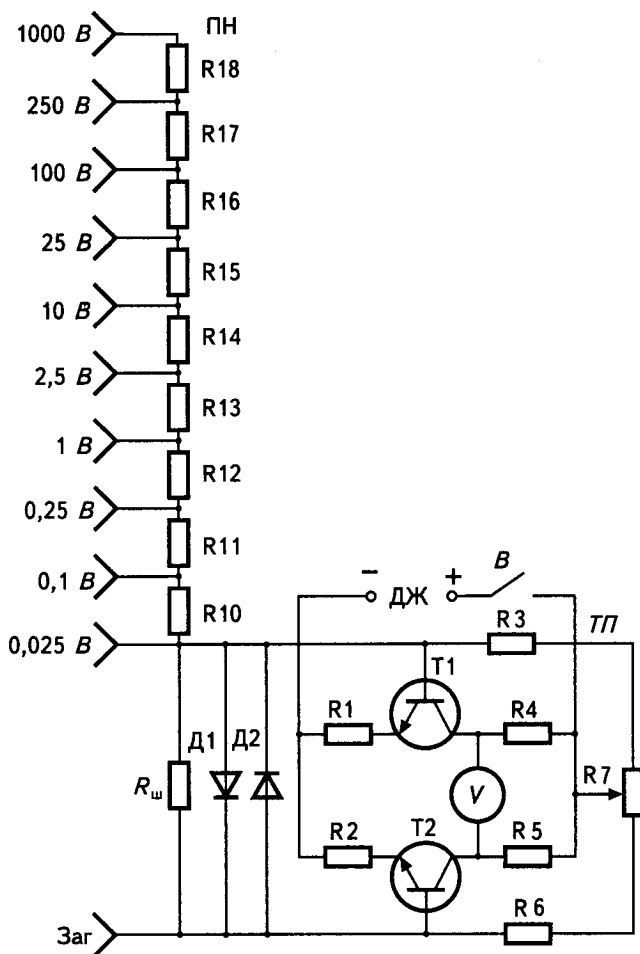 1000 В
ПН
R18
250 В
R17
100 В
R16
25 В
R15
10 В
R14
2,5 В
R13
1 В
R12
0,25 В
R11
0,1 В
R10
− ДЖ + В
0,025 В
R3
ТП
T1
R1
R4
Д1
Д2
Rш
V
R7
T2
R2
R5
Заг
R6